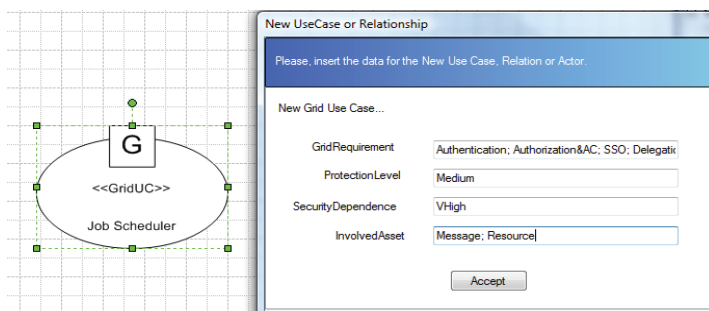 New UseCase or Relationship
Please, insert the data for the New Use Case, Relation or Actor.
New Grid Use Case...
GridRequirement Authentication; Authorization&AC; SSO; Delegatic
ProtectionLevel Medium
SecurityDependence VHigh
InvolvedAsset Message; Resource
Accept
G
<<GridUC>>
Job Scheduler